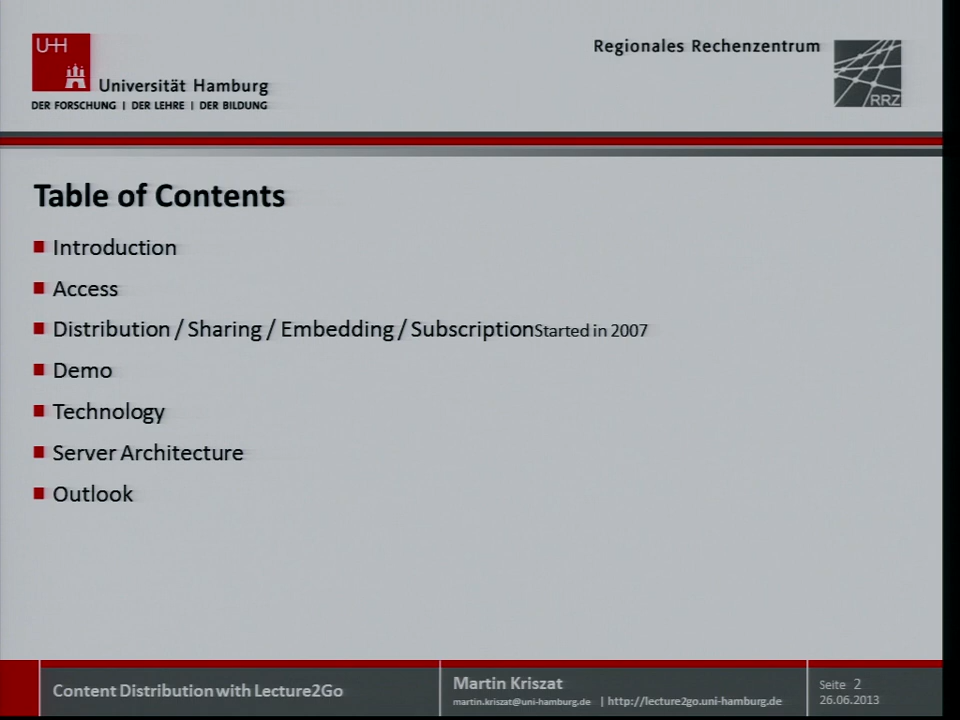 UHH
Universität Hamburg
DER FORSCHUNG | DER LEHRE | DER BILDUNG
Regionales Rechenzentrum
RRZ
Table of Contents
Introduction
Access
Distribution / Sharing / Embedding / SubscriptionStarted in 2007
Demo
Technology
Server Architecture
Outlook
Content Distribution with Lecture2Go
Martin Kriszat
martin.kriszat@uni-hamburg.de | http://lecture2go.uni-hamburg.de
Seite 2
26.06.2013